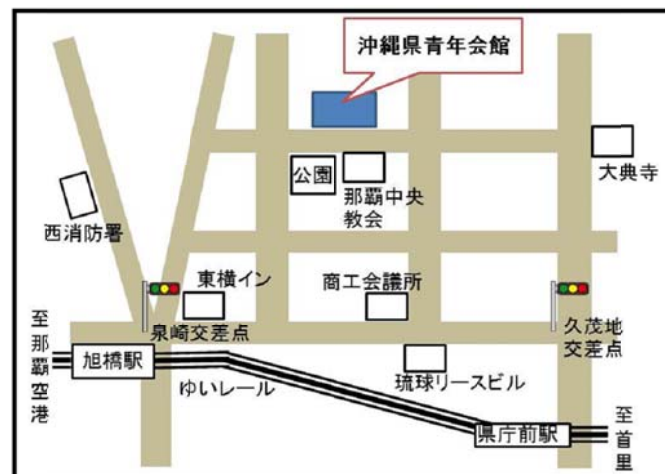 沖縄県青年会館
公園
那覇中央
教会
大典寺
西消防署
東横イン
商工会議所
泉崎交差点
久茂地
交差点
至那覇空港
旭橋駅
ゆいレール
琉球リースビル
県庁前駅
至首里